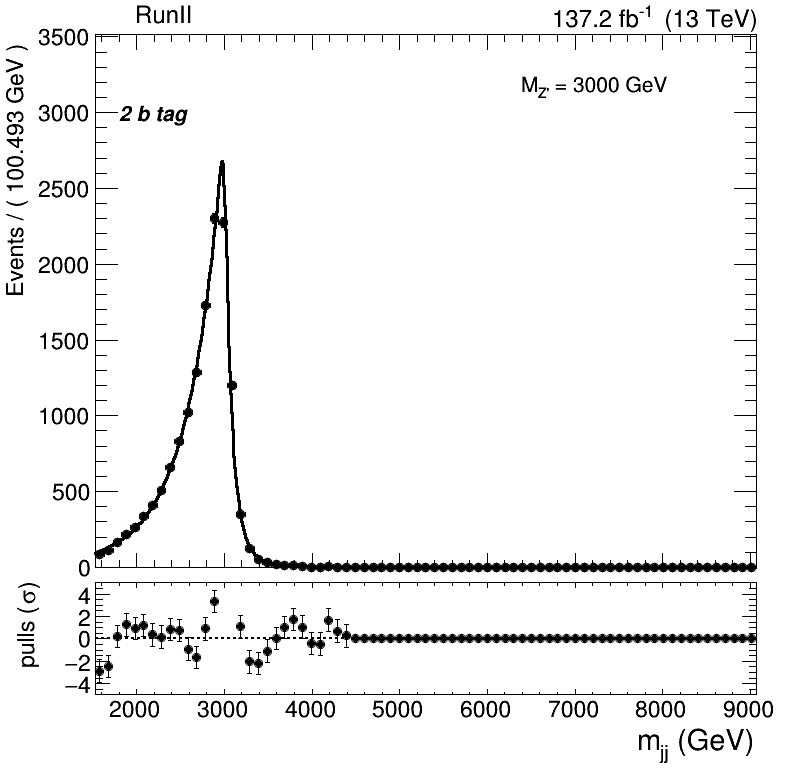 RunII 137.2 fb⁻¹ (13 TeV)
Events / ( 100.493 GeV )
3500
3000
2500
2000
1500
1000
500
0
M_Z' = 3000 GeV
2 b tag
pulls (σ)
4
2
0
−2
−4
2000 3000 4000 5000 6000 7000 8000 9000
m_jj (GeV)